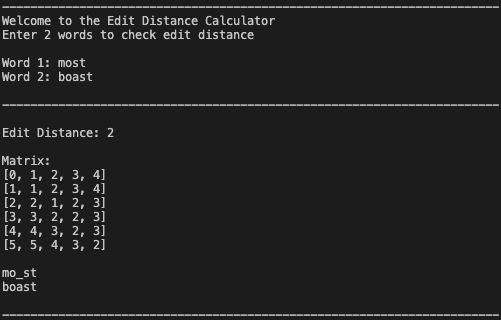 Welcome to the Edit Distance Calculator
Enter 2 words to check edit distance
Word 1: most
Word 2: boast
Edit Distance: 2
Matrix:
[0, 1, 2, 3, 4]
[1, 1, 2, 3, 4]
[2, 2, 1, 2, 3]
[3, 3, 2, 2, 3]
[4, 4, 3, 2, 3]
[5, 5, 4, 3, 2]
mo_st
boast